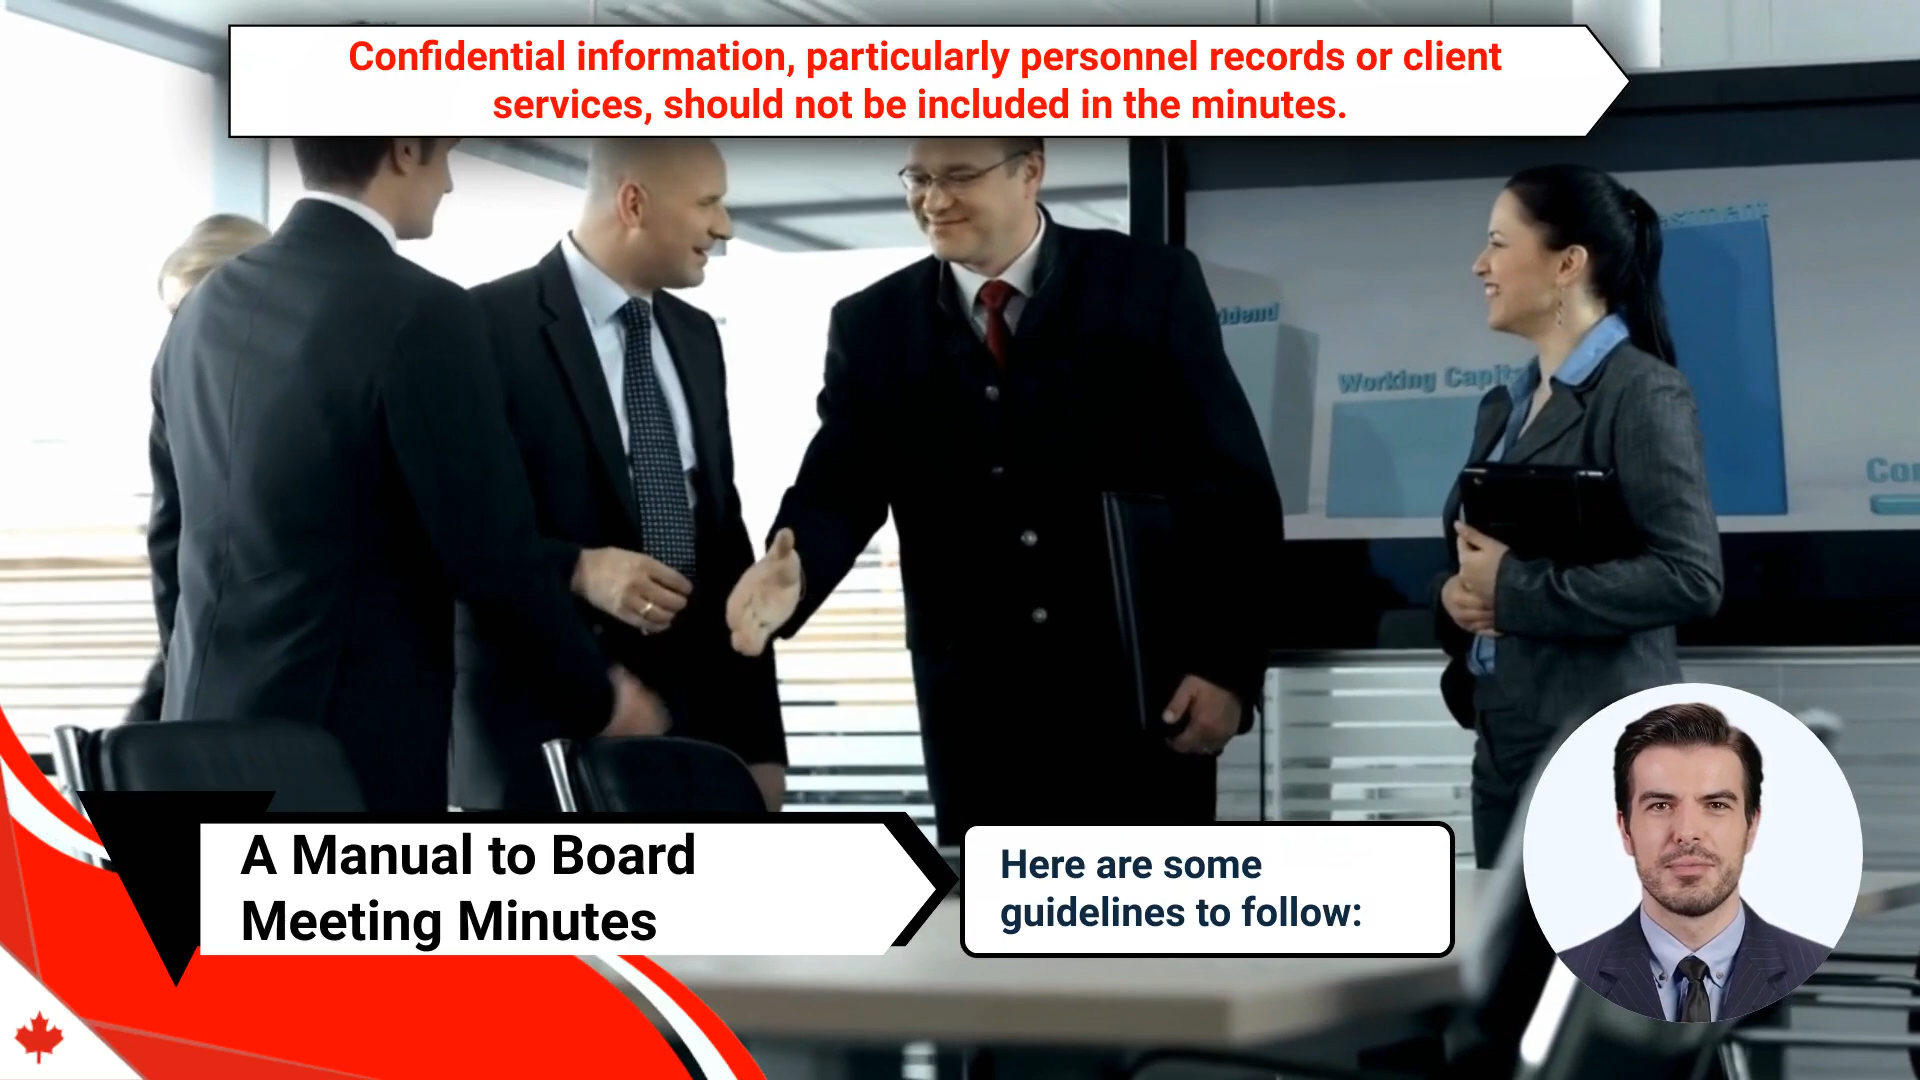 Confidential information, particularly personnel records or client
services, should not be included in the minutes.
Working
A Manual to Board
Meeting Minutes
Here are some
guidelines to follow: